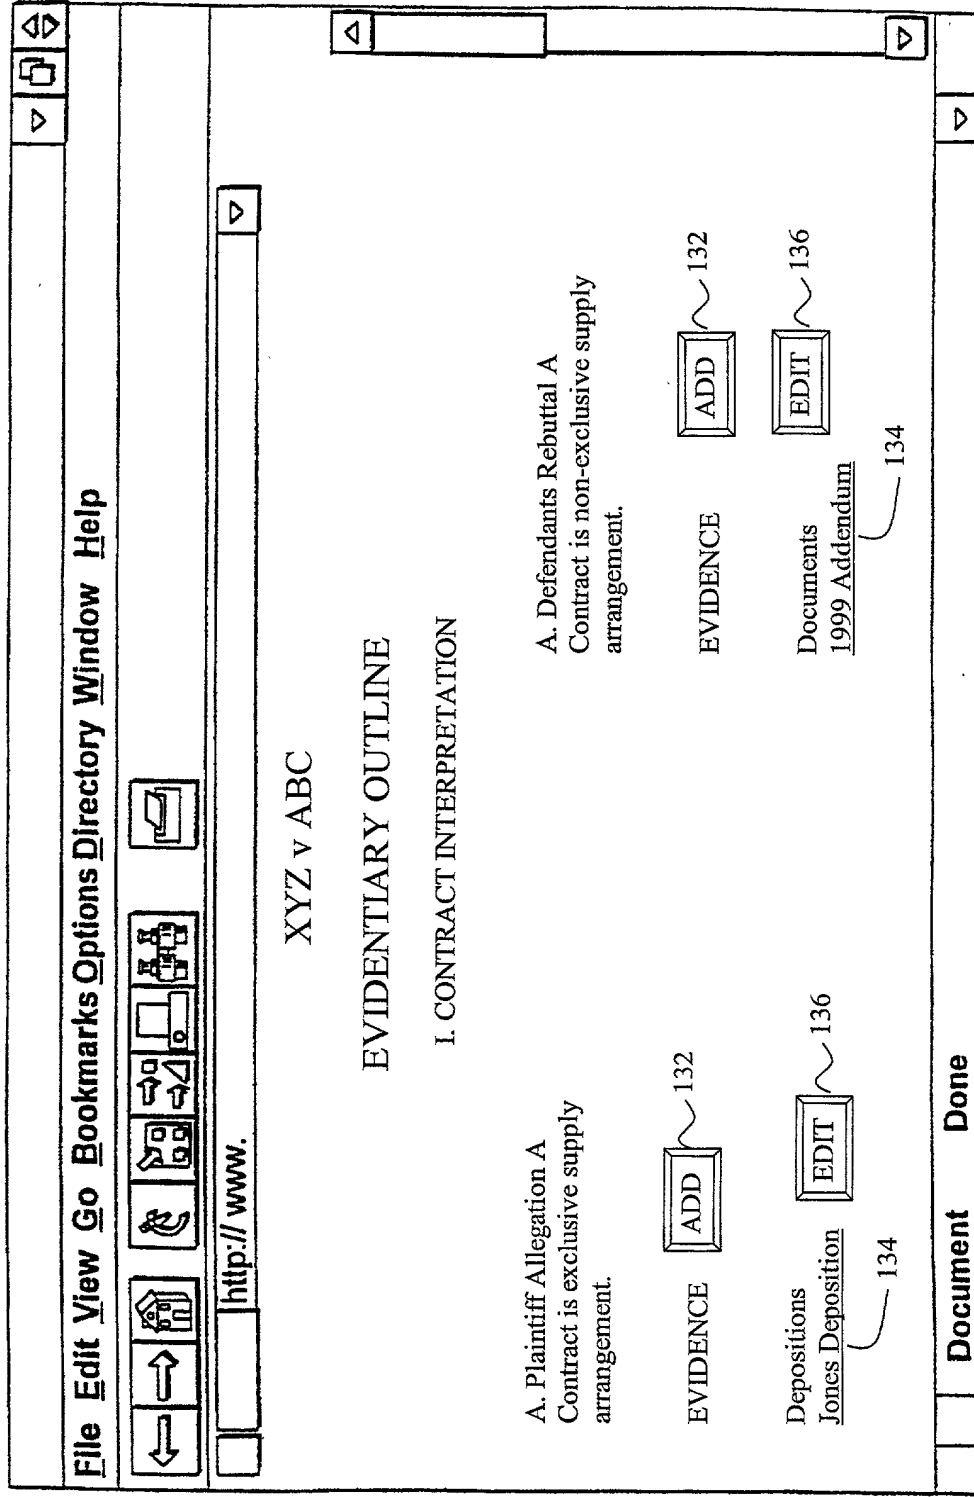 File Edit View Go Bookmarks Options Directory Window Help
http:// www.
XYZ v ABC
EVIDENTIARY OUTLINE
I. CONTRACT INTERPRETATION
A. Plaintiff Allegation A
Contract is exclusive supply
arrangement.
EVIDENCE
ADD
132
Depositions
Jones Deposition
EDIT
136
134
A. Defendants Rebuttal A
Contract is non-exclusive supply
arrangement.
EVIDENCE
ADD
132
Documents
1999 Addendum
EDIT
136
134
Document Done